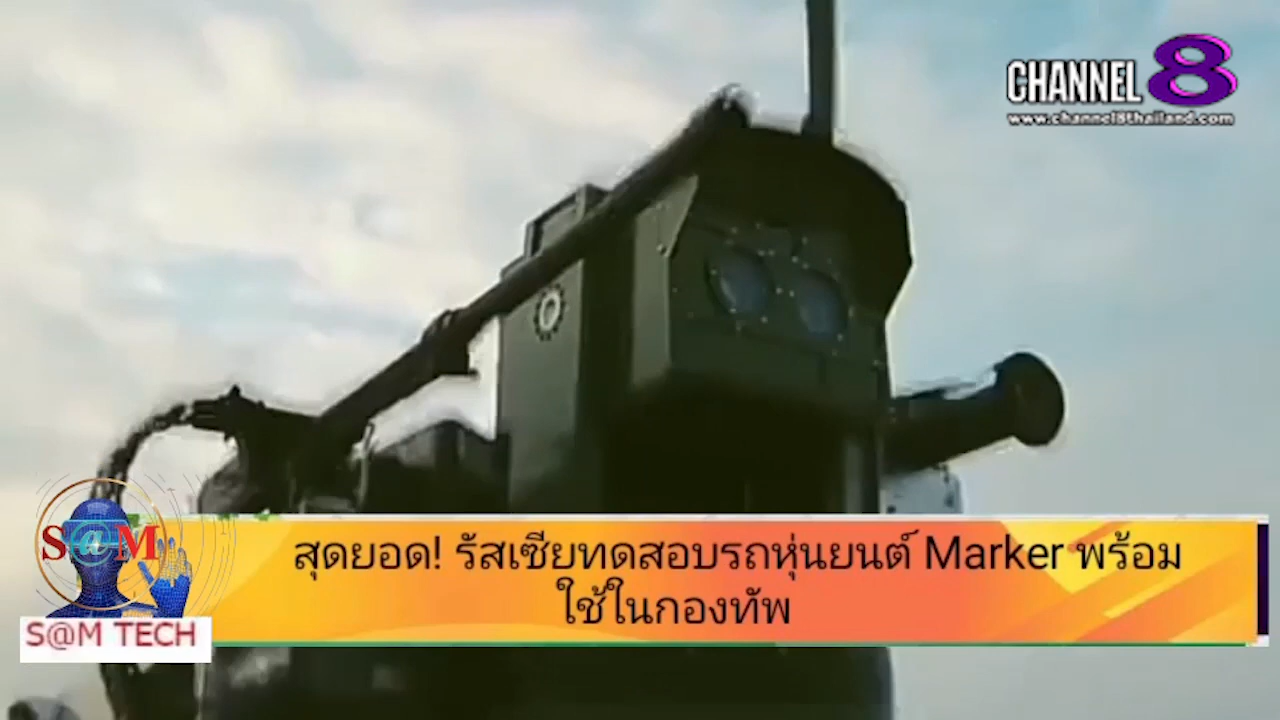 CHANNEL 8
www.channel8thailand.com
สุดยอด! รัสเซียทดสอบรถหุ่นยนต์ Marker พร้อม
ใช้ในกองทัพ
S@M
S@M TECH